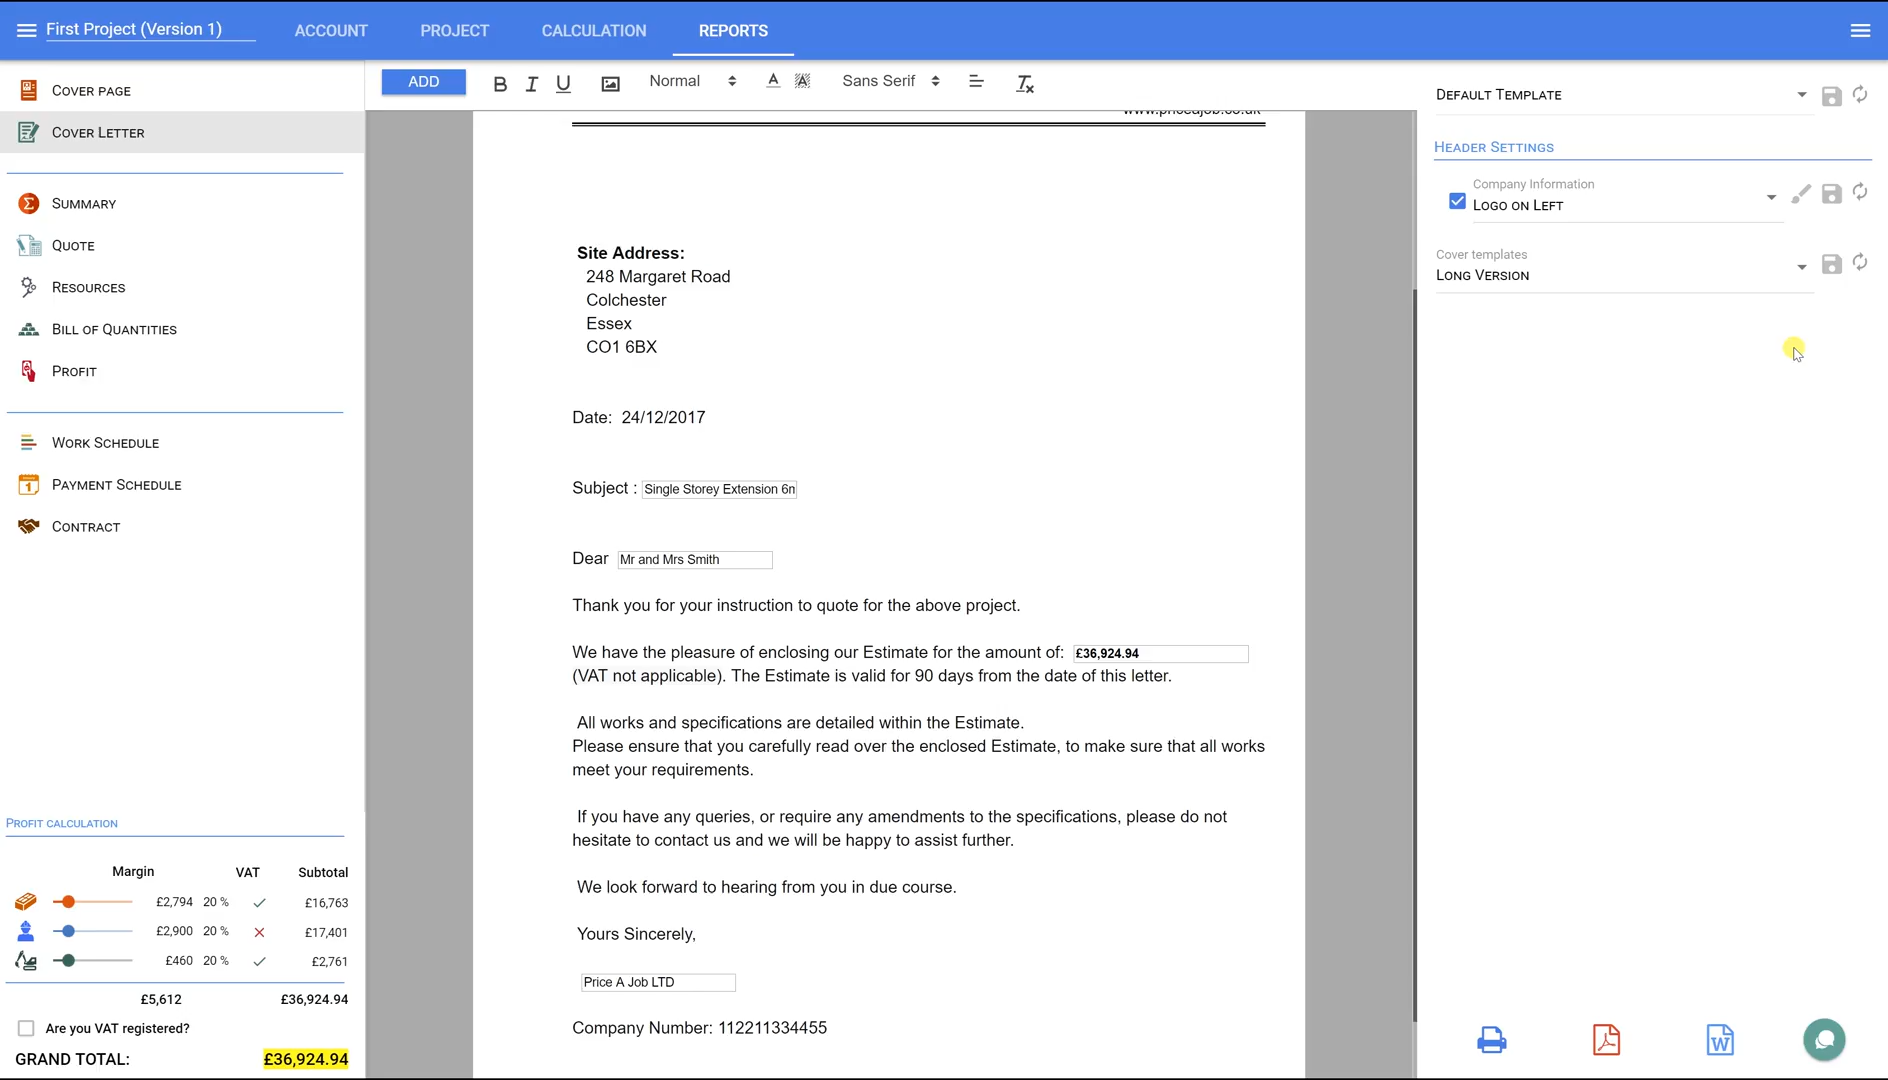 First Project (Version 1)
ACCOUNT
PROJECT
CALCULATION
REPORTS
COVER PAGE
COVER LETTER
SUMMARY
QUOTE
RESOURCES
BILL OF QUANTITIES
PROFIT
WORK SCHEDULE
PAYMENT SCHEDULE
CONTRACT
PROFIT CALCULATION
Margin VAT Subtotal
£2,794 20 % £16,763
£2,900 20 % £17,401
£460 20 % £2,761
£5,612 £36,924.94
Are you VAT registered?
GRAND TOTAL: £36,924.94
ADD
Normal
Sans Serif
www.priceajob.co.uk
Site Address:
248 Margaret Road
Colchester
Essex
CO1 6BX
Date: 24/12/2017
Subject : Single Storey Extension 6m
Dear Mr and Mrs Smith
Thank you for your instruction to quote for the above project.
We have the pleasure of enclosing our Estimate for the amount of: £36,924.94
(VAT not applicable). The Estimate is valid for 90 days from the date of this letter.
All works and specifications are detailed within the Estimate.
Please ensure that you carefully read over the enclosed Estimate, to make sure that all works
meet your requirements.
If you have any queries, or require any amendments to the specifications, please do not
hesitate to contact us and we will be happy to assist further.
We look forward to hearing from you in due course.
Yours Sincerely,
Price A Job LTD
Company Number: 112211334455
DEFAULT TEMPLATE
HEADER SETTINGS
Company Information
LOGO ON LEFT
Cover templates
LONG VERSION